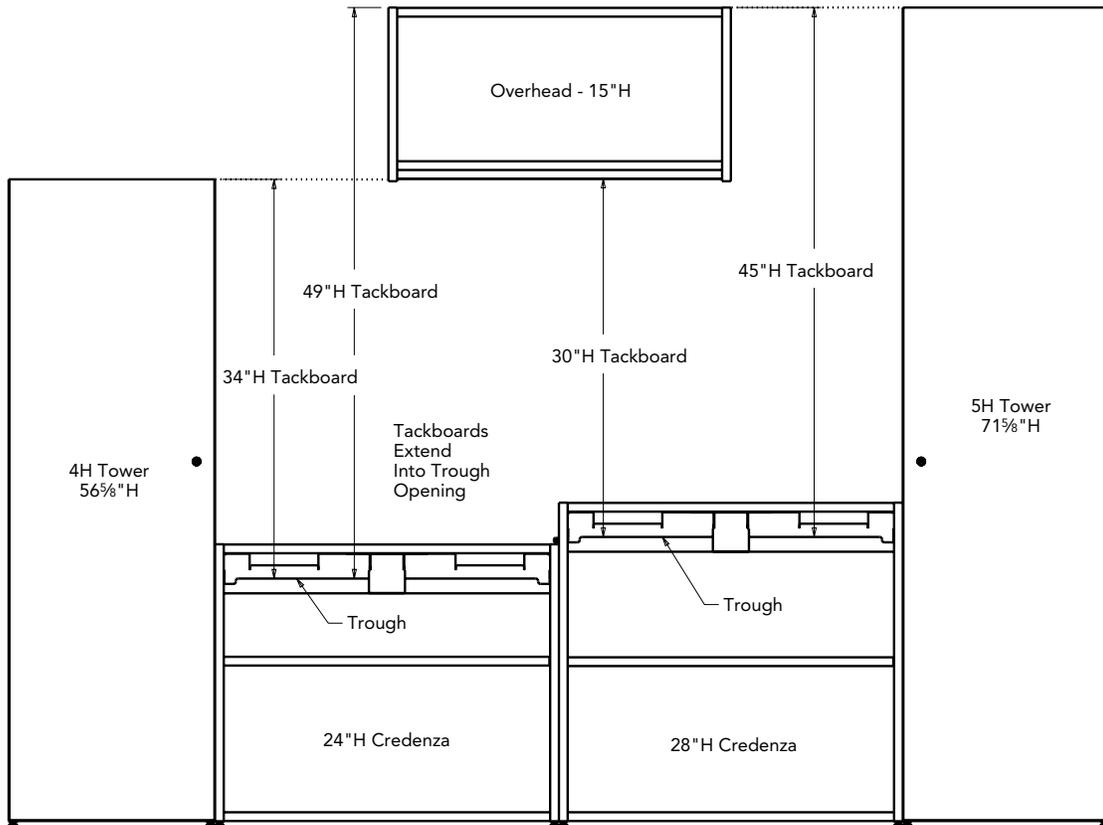 Overhead - 15"H
45"H Tackboard
49"H Tackboard
30"H Tackboard
34"H Tackboard
5H Tower
71⅝"H
Tackboards
Extend
Into Trough
Opening
4H Tower
56⅝"H
Trough
Trough
24"H Credenza
28"H Credenza